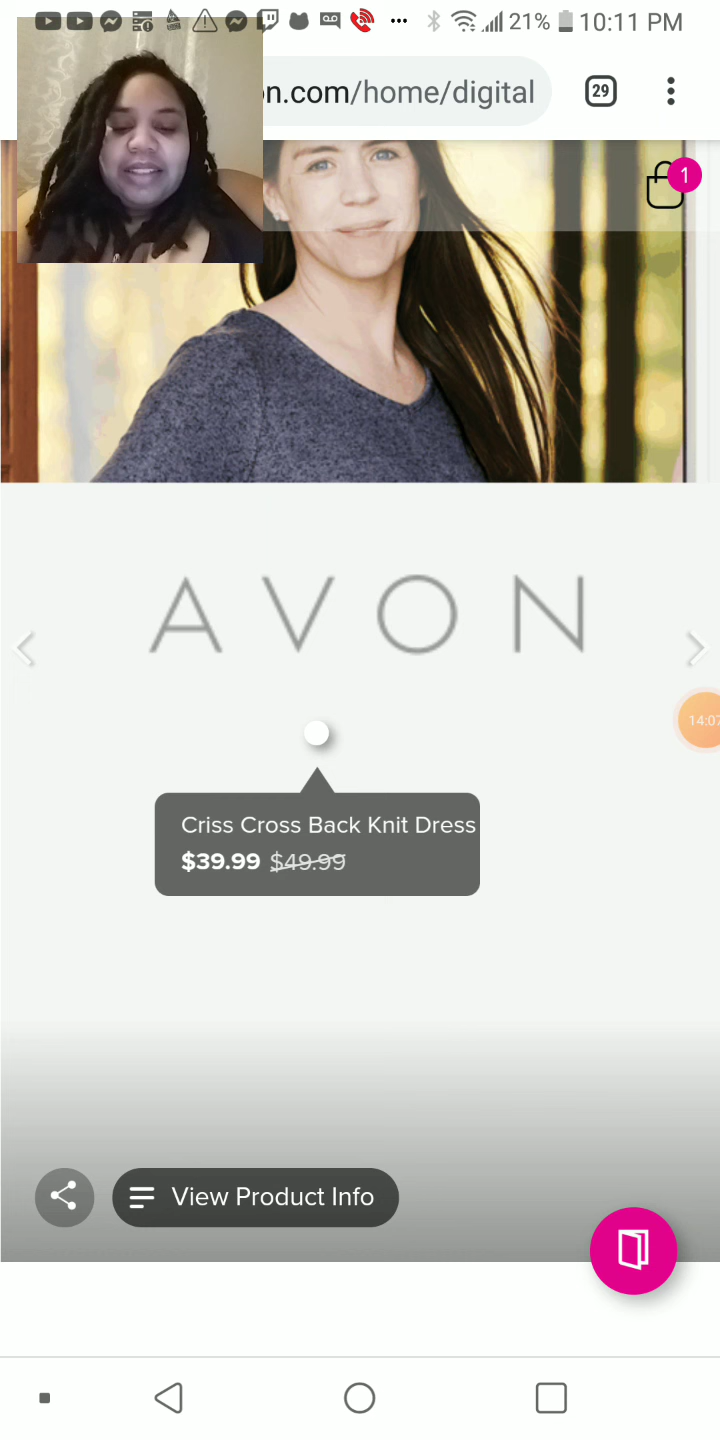 21% 10:11 PM
n.com/home/digital
29
1
AVON
14:07
Criss Cross Back Knit Dress
$39.99 $49.99
View Product Info